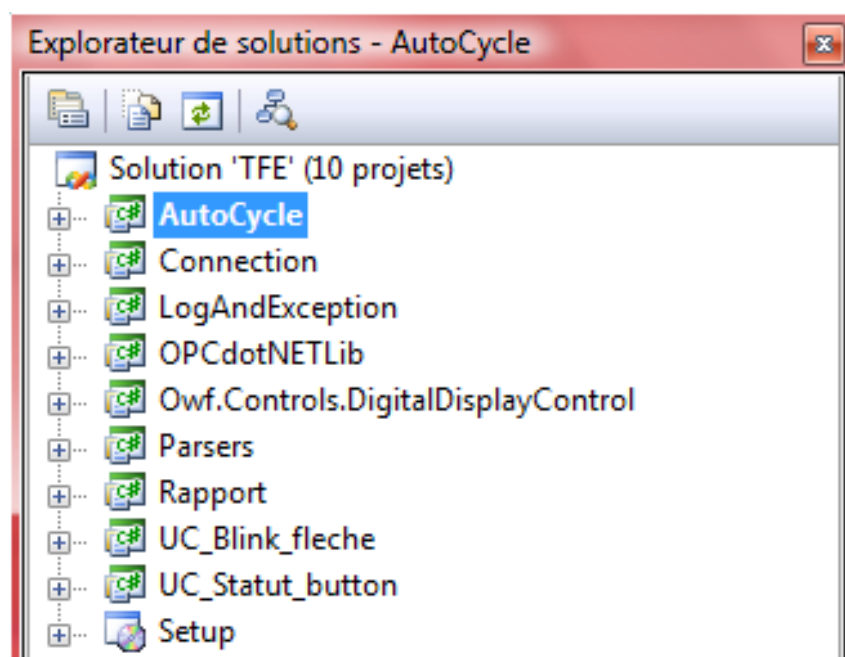 Explorateur de solutions - AutoCycle
Solution 'TFE' (10 projets)
C# AutoCycle
C# Connection
C# LogAndException
C# OPCdotNETLib
C# Owf.Controls.DigitalDisplayControl
C# Parsers
C# Rapport
C# UC_Blink_fleche
C# UC_Statut_button
Setup